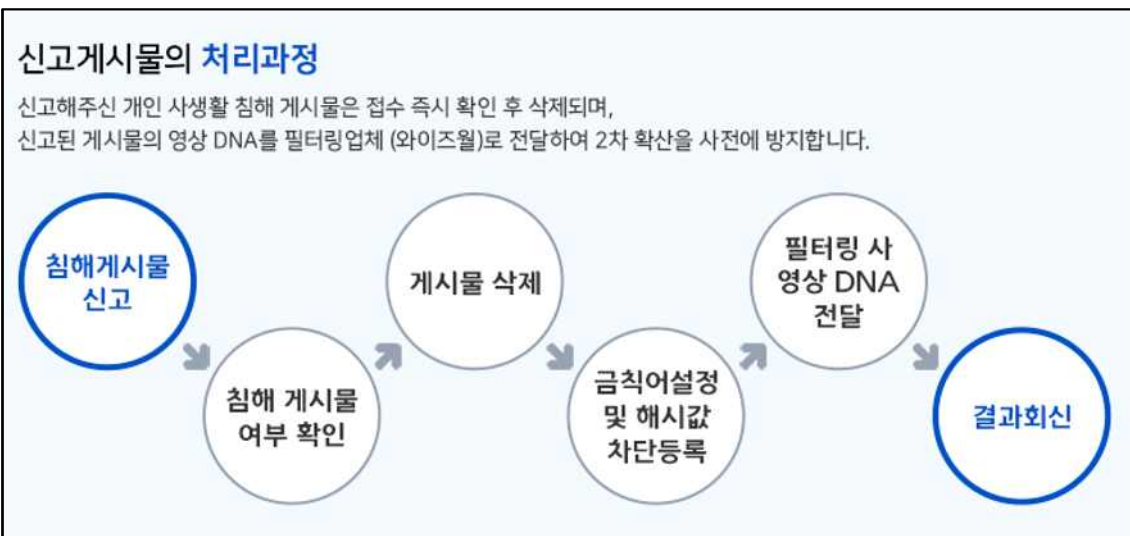 신고게시물의 처리과정
신고해주신 개인 사생활 침해 게시물은 접수 즉시 확인 후 삭제되며,
신고된 게시물의 영상 DNA를 필터링업체 (와이즈월)로 전달하여 2차 확산을 사전에 방지합니다.
침해게시물
신고
침해 게시물
여부 확인
게시물 삭제
금칙어설정
및 해시값
차단등록
필터링 사
영상 DNA
전달
결과회신